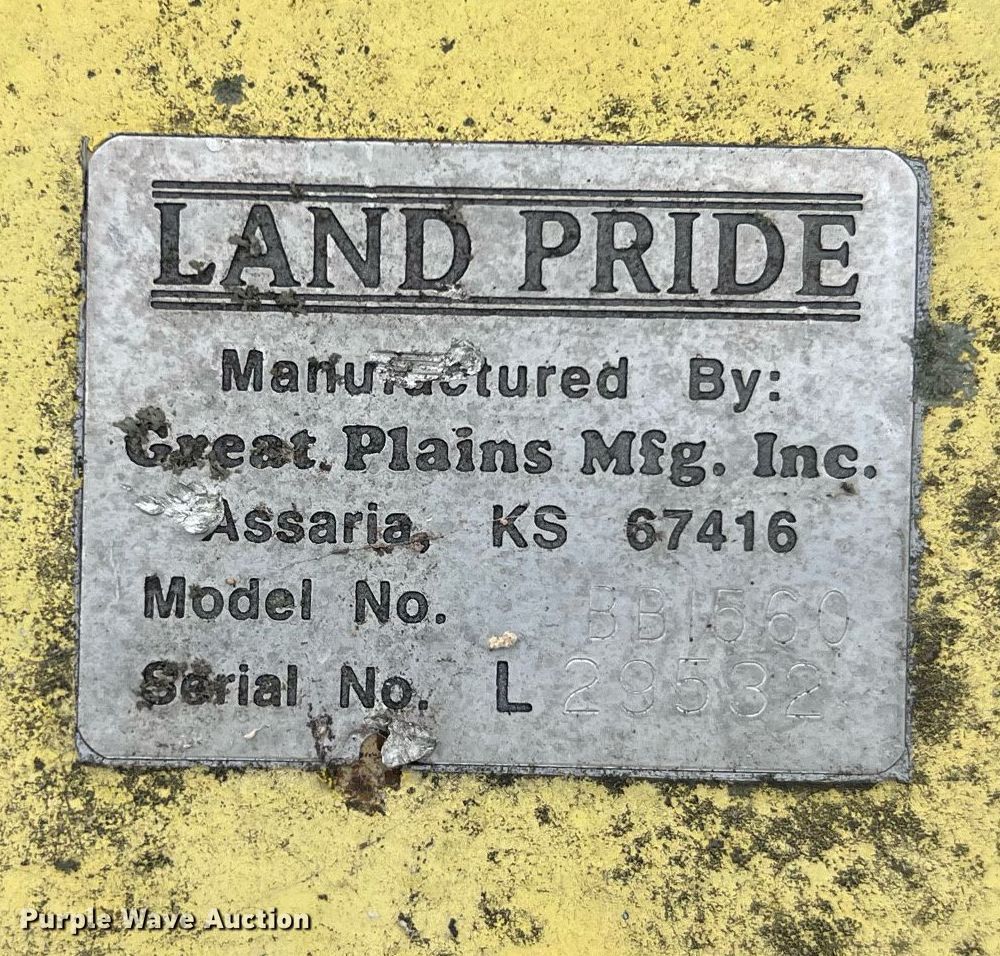 LAND PRIDE
Manufactured By:
Great Plains Mfg. Inc.
Assaria, KS 67416
Model No. BB1560
Serial No. L 29532
Purple Wave Auction